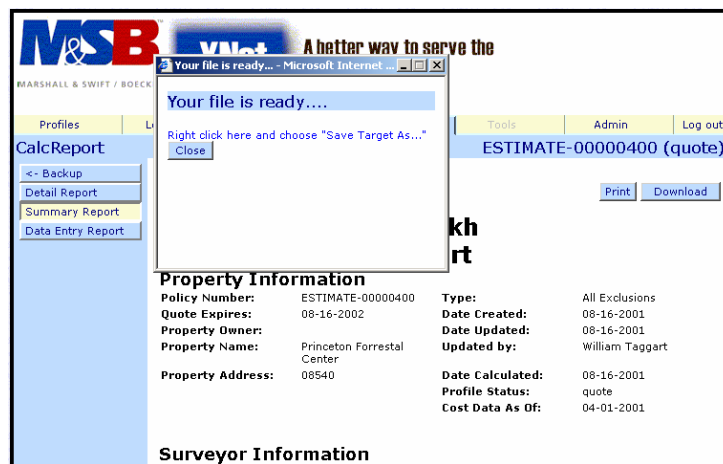 M&SB
MARSHALL & SWIFT / BOECK
A better way to serve the
Your file is ready... - Microsoft Internet ...
Your file is ready....
Right click here and choose "Save Target As..."
Close
Profiles
Tools
Admin
Log out
CalcReport
ESTIMATE-00000400 (quote)
<- Backup
Detail Report
Summary Report
Data Entry Report
Print
Download
kh
rt
Property Information
Policy Number: ESTIMATE-00000400 Type: All Exclusions
Quote Expires: 08-16-2002 Date Created: 08-16-2001
Property Owner: Date Updated: 08-16-2001
Property Name: Princeton Forrestal Updated by: William Taggart
Center
Property Address: 08540 Date Calculated: 08-16-2001
Profile Status: quote
Cost Data As Of: 04-01-2001
Surveyor Information